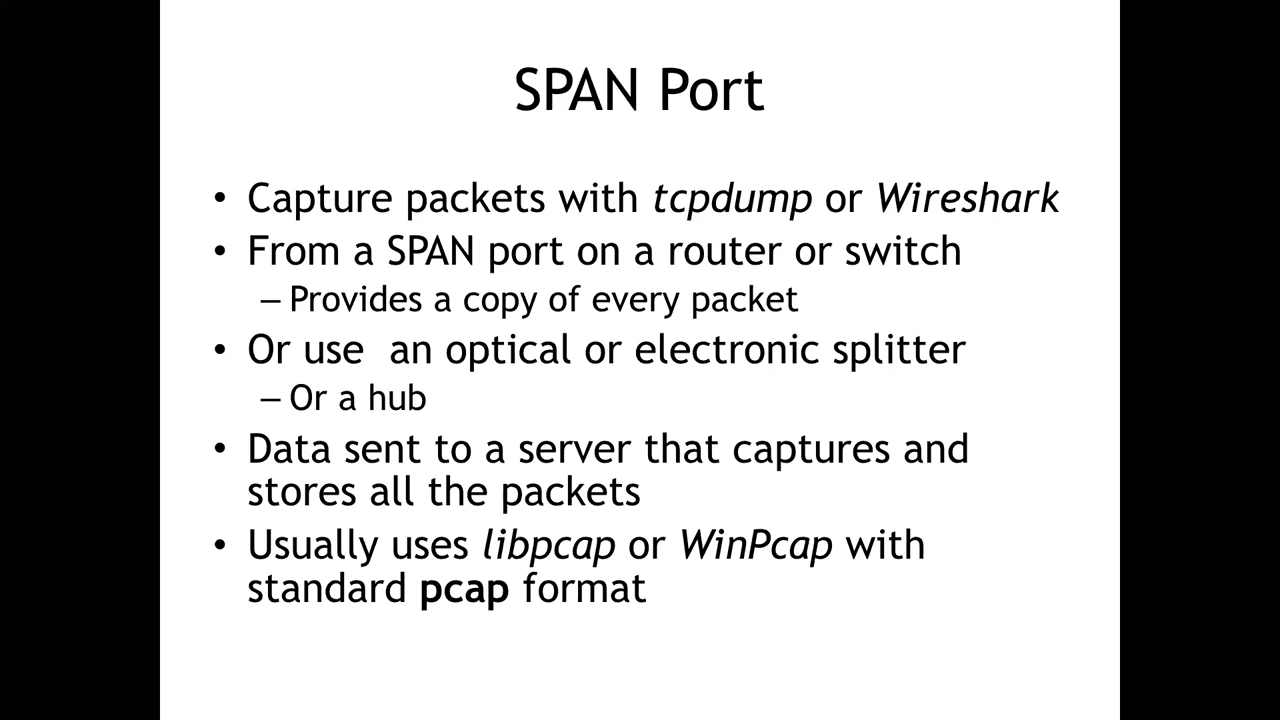 SPAN Port
• Capture packets with tcpdump or Wireshark
• From a SPAN port on a router or switch
– Provides a copy of every packet
• Or use  an optical or electronic splitter
– Or a hub
• Data sent to a server that captures and
stores all the packets
• Usually uses libpcap or WinPcap with
standard pcap format